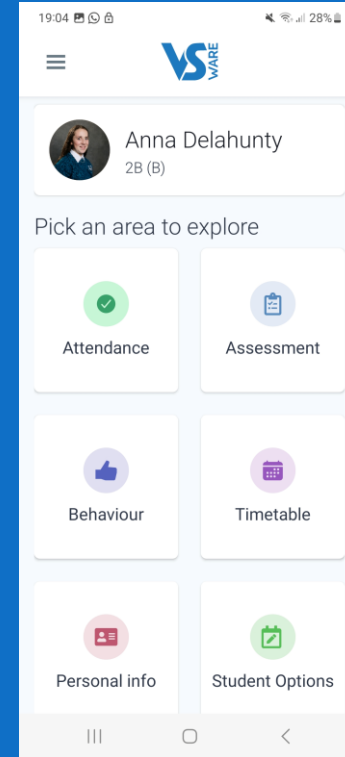 19:04 28%
VS WARE
Anna Delahunty
2B (B)
Pick an area to explore
Attendance Assessment
Behaviour Timetable
Personal info Student Options